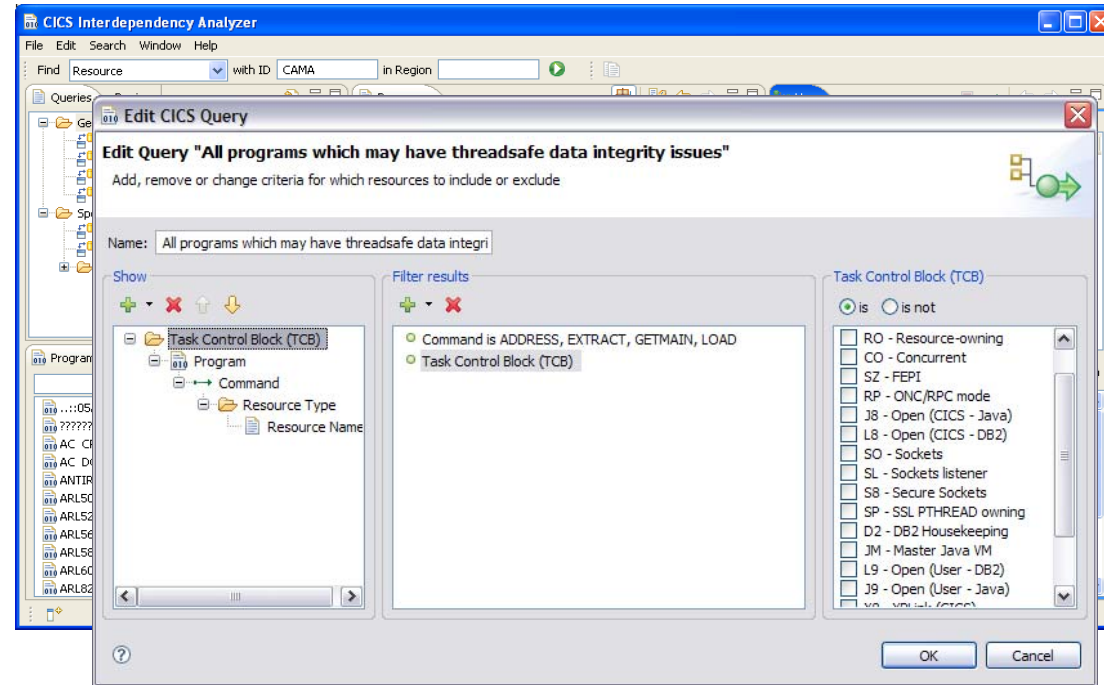 CICS Interdependency Analyzer
File Edit Search Window Help
Find Resource with ID CAMA in Region
Queries
Edit CICS Query
Edit Query "All programs which may have threadsafe data integrity issues"
Add, remove or change criteria for which resources to include or exclude
Name: All programs which may have threadsafe data integri
Show
Filter results
Task Control Block (TCB)
is
is not
Task Control Block (TCB)
Program
Command
Resource Type
Resource Name
Command is ADDRESS, EXTRACT, GETMAIN, LOAD
Task Control Block (TCB)
RO - Resource-owning
CO - Concurrent
SZ - FEPI
RP - ONC/RPC mode
J8 - Open (CICS - Java)
L8 - Open (CICS - DB2)
SO - Sockets
SL - Sockets listener
S8 - Secure Sockets
SP - SSL PTHREAD owning
D2 - DB2 Housekeeping
JM - Master Java VM
L9 - Open (User - DB2)
J9 - Open (User - Java)
Ge
Spe
Program
..::05
??????
AC CF
AC DO
ANTIR
ARL50
ARL52
ARL56
ARL58
ARL60
ARL82
OK
Cancel